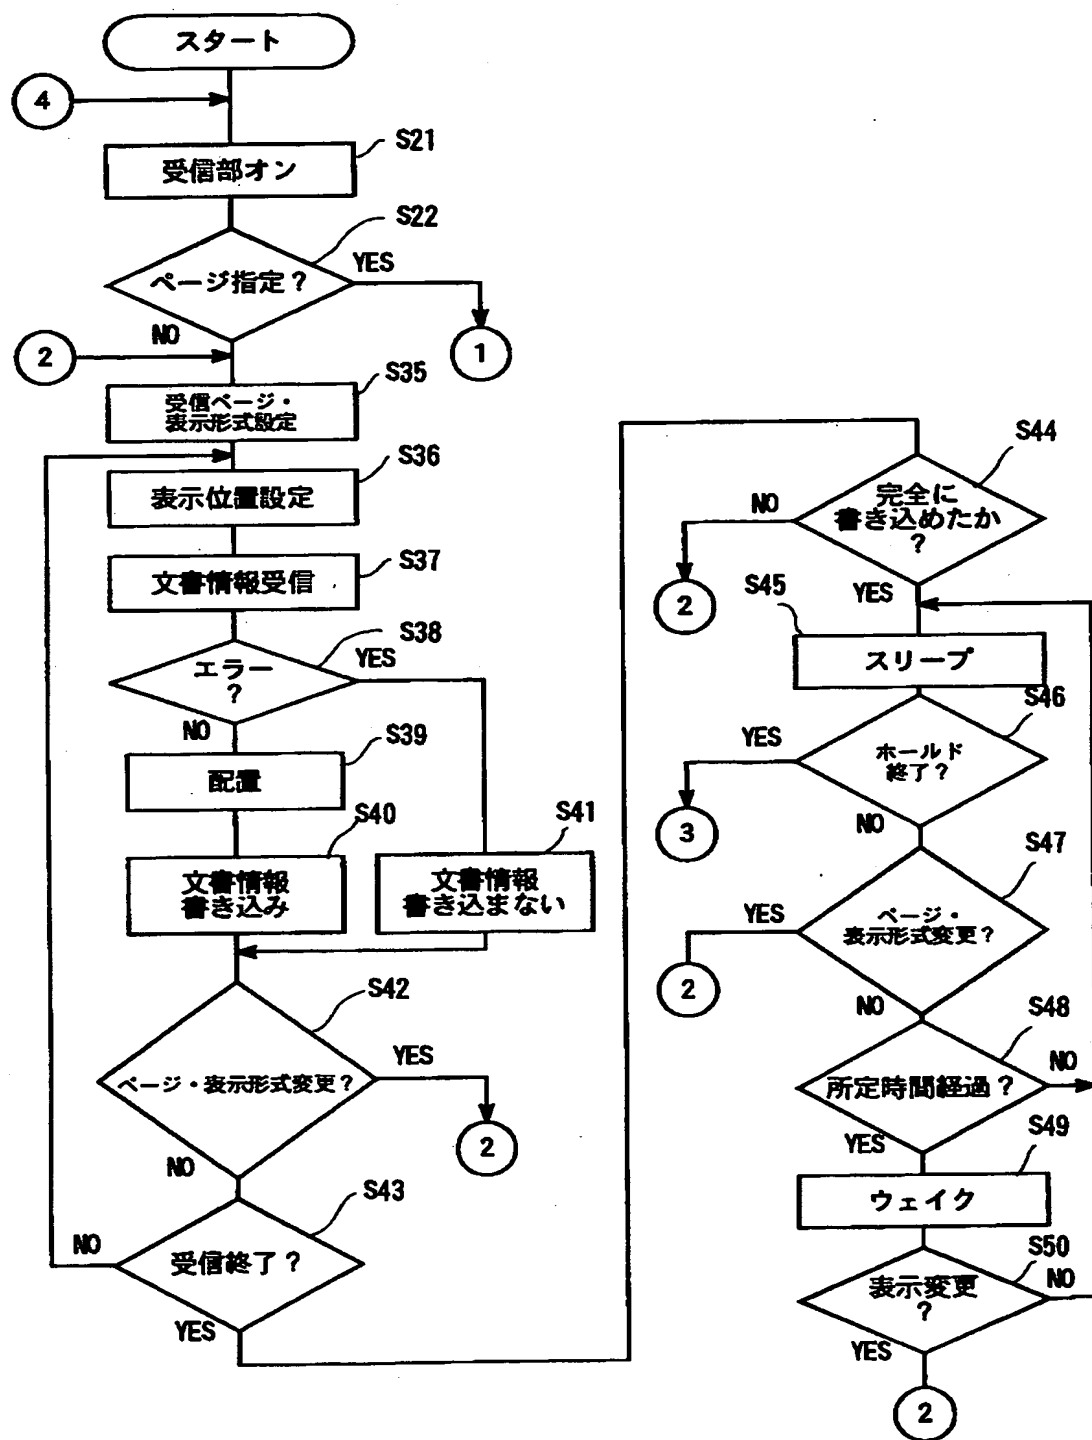 スタート
4
S21
受信部オン
S22
ページ指定?
YES
NO
1
2
S35
受信ページ・
表示形式設定
S36
表示位置設定
S37
文書情報受信
S38
エラー
?
YES
NO
S39
配置
S40
文書情報
書き込み
S41
文書情報
書き込まない
S42
ページ・表示形式変更?
YES
2
NO
S43
受信終了?
NO
YES
S44
完全に
書き込めたか
?
NO
2
YES
S45
スリープ
S46
ホールド
終了?
YES
3
NO
S47
ページ・
表示形式変更?
YES
2
NO
S48
所定時間経過?
NO
YES
S49
ウェイク
S50
表示変更
?
NO
YES
2